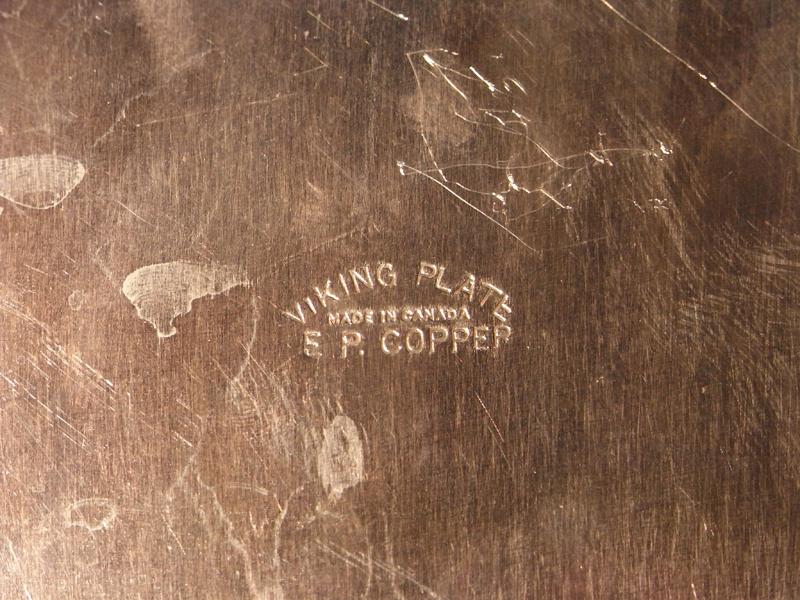 VIKING PLATE
MADE IN CANADA
E P. COPPER